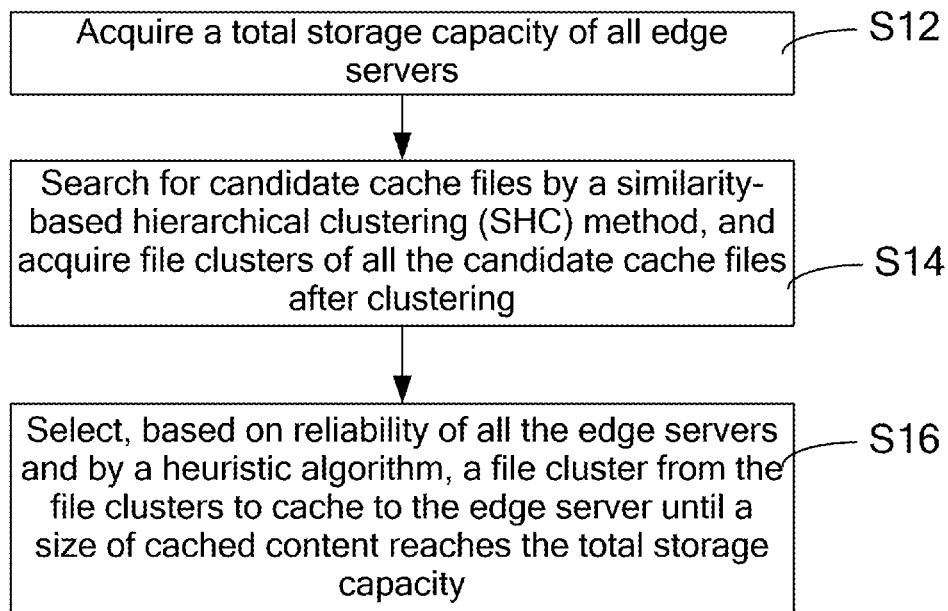 Acquire a total storage capacity of all edge
servers
S12
Search for candidate cache files by a similarity-
based hierarchical clustering (SHC) method, and
acquire file clusters of all the candidate cache files
after clustering
S14
Select, based on reliability of all the edge servers
and by a heuristic algorithm, a file cluster from the
file clusters to cache to the edge server until a
size of cached content reaches the total storage
capacity
S16